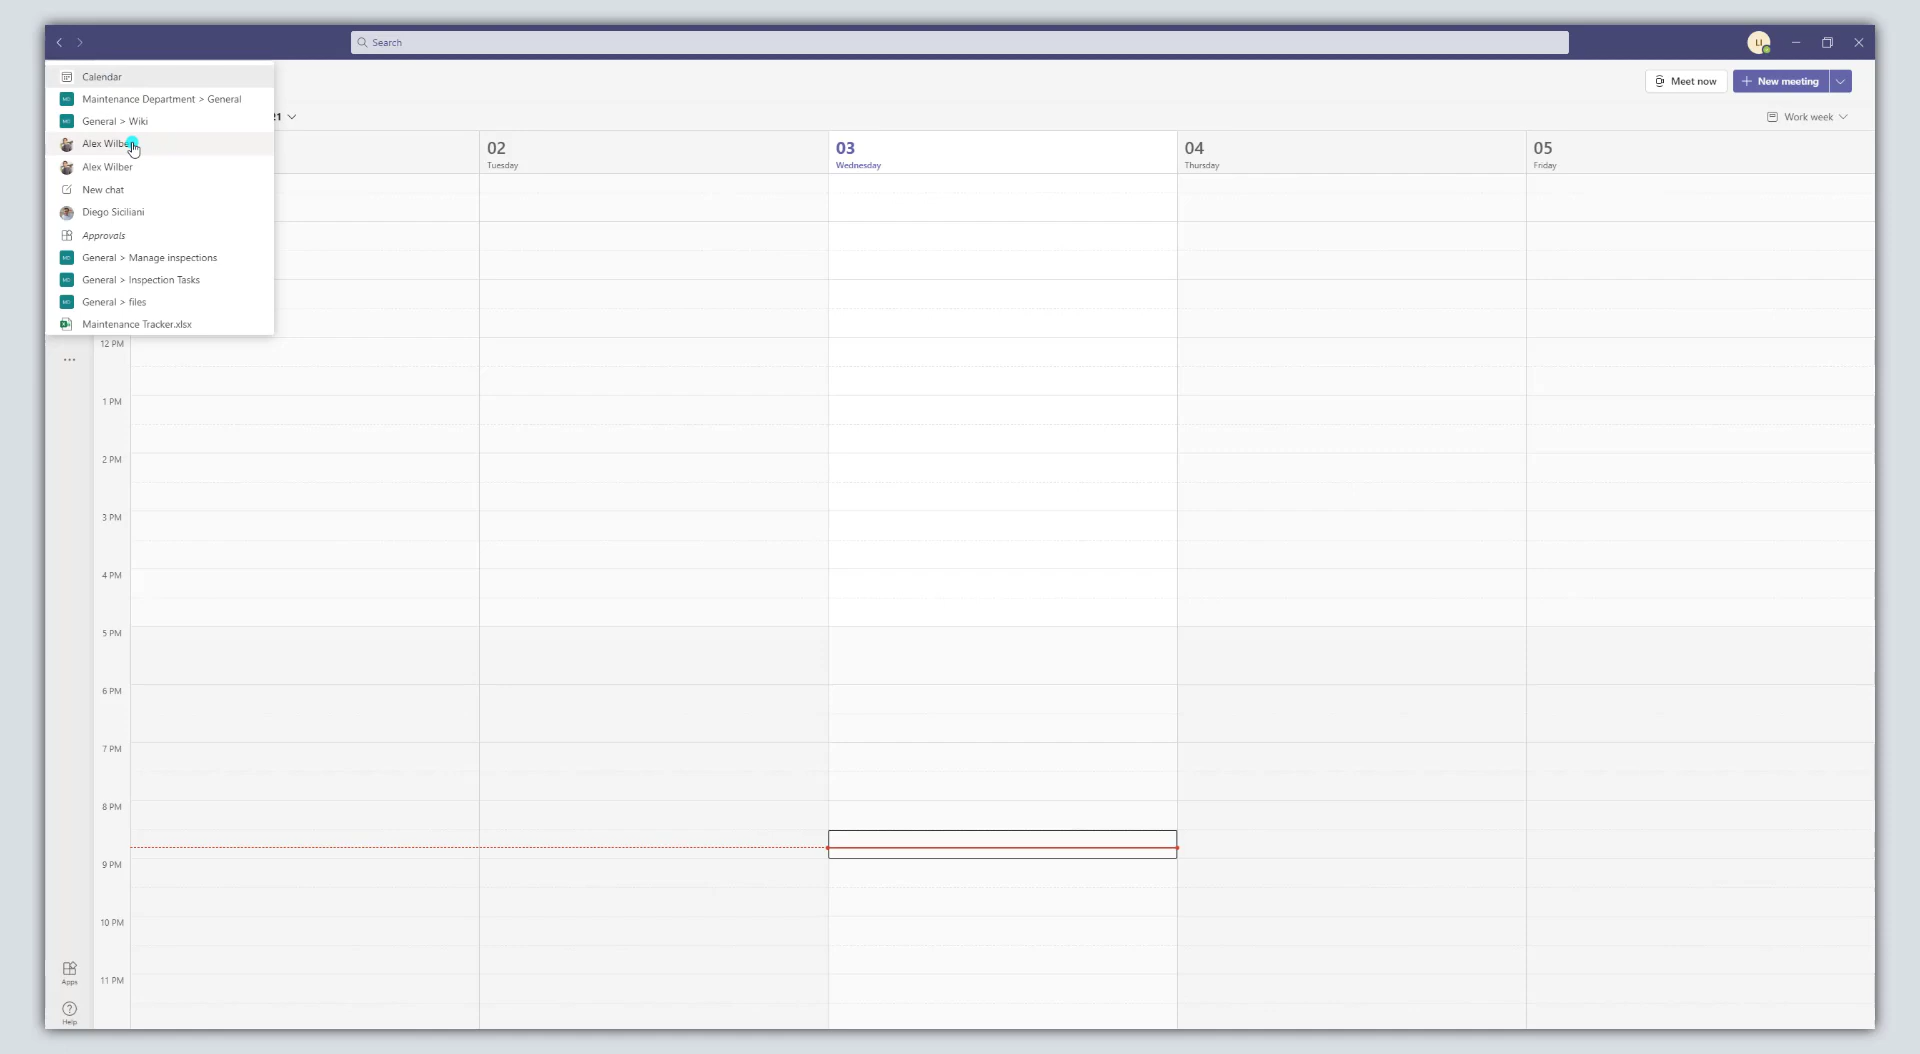 Search
LI
Calendar
Maintenance Department > General
General > Wiki
Alex Wilber
Alex Wilber
New chat
Diego Siciliani
Approvals
General > Manage inspections
General > Inspection Tasks
General > files
Maintenance Tracker.xlsx
Meet now
New meeting
21
Work week
02
Tuesday
03
Wednesday
04
Thursday
05
Friday
12 PM
1 PM
2 PM
3 PM
4 PM
5 PM
6 PM
7 PM
8 PM
9 PM
10 PM
11 PM
Apps
Help